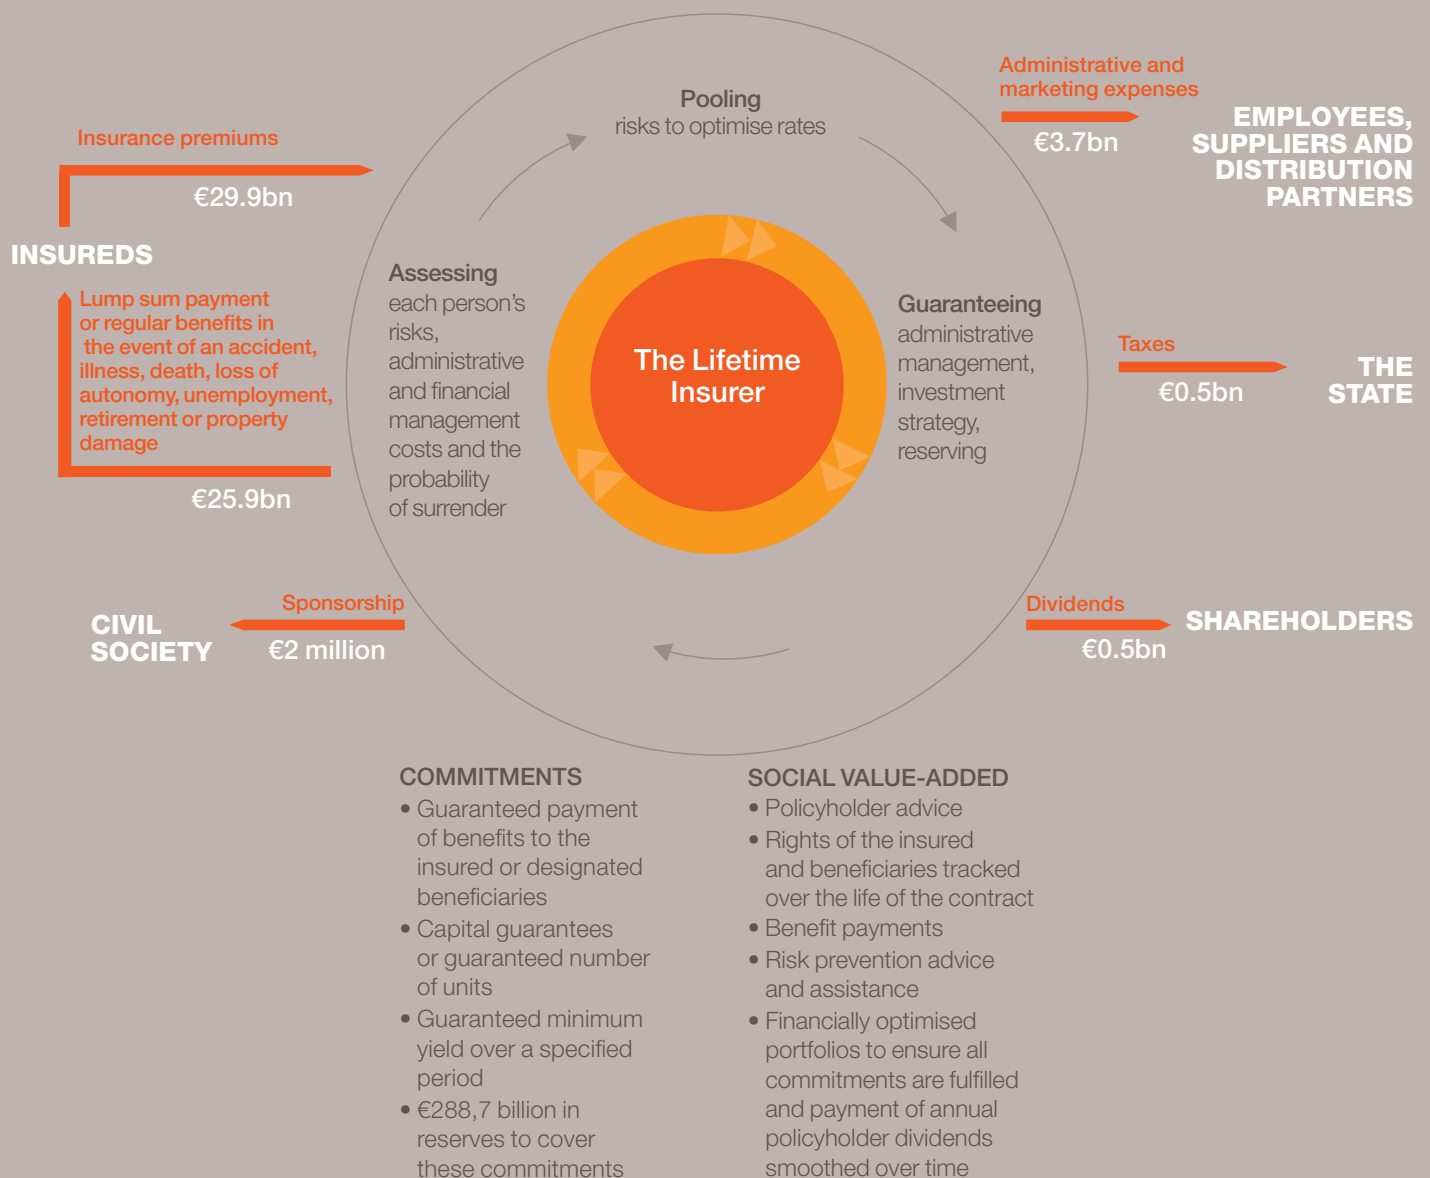 Insurance premiums
€29.9bn
INSUREDS
Lump sum payment
or regular benefits in
the event of an accident,
illness, death, loss of
autonomy, unemployment,
retirement or property
damage
€25.9bn
Pooling
risks to optimise rates
Assessing
each person's
risks,
administrative
and financial
management
costs and the
probability
of surrender
The Lifetime
Insurer
Guaranteeing
administrative
management,
investment
strategy,
reserving
Administrative and
marketing expenses
€3.7bn
EMPLOYEES,
SUPPLIERS AND
DISTRIBUTION
PARTNERS
Taxes
€0.5bn
THE
STATE
Sponsorship
€2 million
CIVIL
SOCIETY
Dividends
€0.5bn
SHAREHOLDERS
COMMITMENTS
• Guaranteed payment
of benefits to the
insured or designated
beneficiaries
• Capital guarantees
or guaranteed number
of units
• Guaranteed minimum
yield over a specified
period
• €288,7 billion in
reserves to cover
these commitments
SOCIAL VALUE-ADDED
• Policyholder advice
• Rights of the insured
and beneficiaries tracked
over the life of the contract
• Benefit payments
• Risk prevention advice
and assistance
• Financially optimised
portfolios to ensure all
commitments are fulfilled
and payment of annual
policyholder dividends
smoothed over time